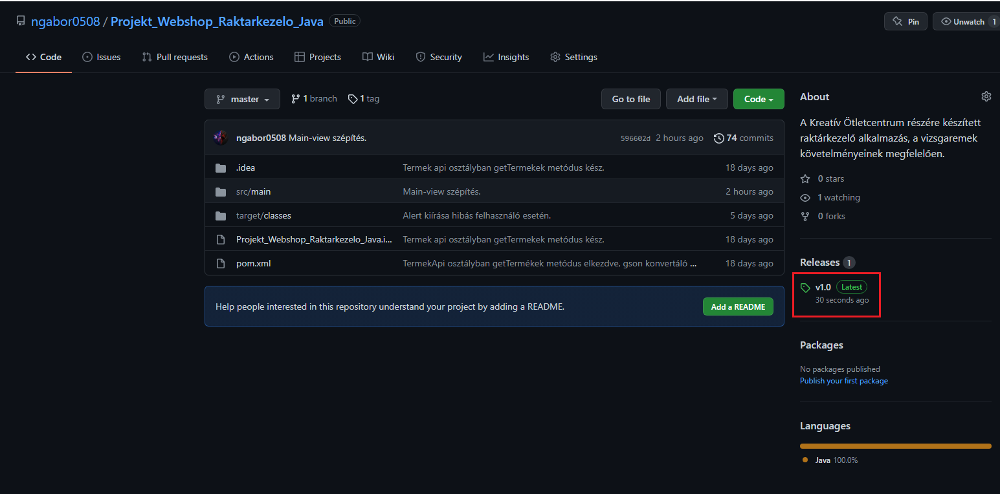 ngabor0508 / Projekt_Webshop_Raktarkezelo_Java Public
Pin Unwatch 1
Code Issues Pull requests Actions Projects Wiki Security Insights Settings
master 1 branch 1 tag Go to file Add file Code
ngabor0508 Main-view szépítés. 596602d 2 hours ago 74 commits
.idea Termek api osztályban getTermekek metódus kész. 18 days ago
src/main Main-view szépítés. 2 hours ago
target/classes Alert kiírása hibás felhasználó esetén. 5 days ago
Projekt_Webshop_Raktarkezelo_Java.i... Termek api osztályban getTermekek metódus kész. 18 days ago
pom.xml TermekApi osztályban getTermékek metódus elkezdve, gson konvertáló ... 18 days ago
Help people interested in this repository understand your project by adding a README. Add a README
About
A Kreatív Ötletcentrum részére készített
raktárkezelő alkalmazás, a vizsgaremek
követelményeinek megfelelően.
0 stars
1 watching
0 forks
Releases 1
v1.0 Latest
30 seconds ago
Packages
No packages published
Publish your first package
Languages
Java 100.0%